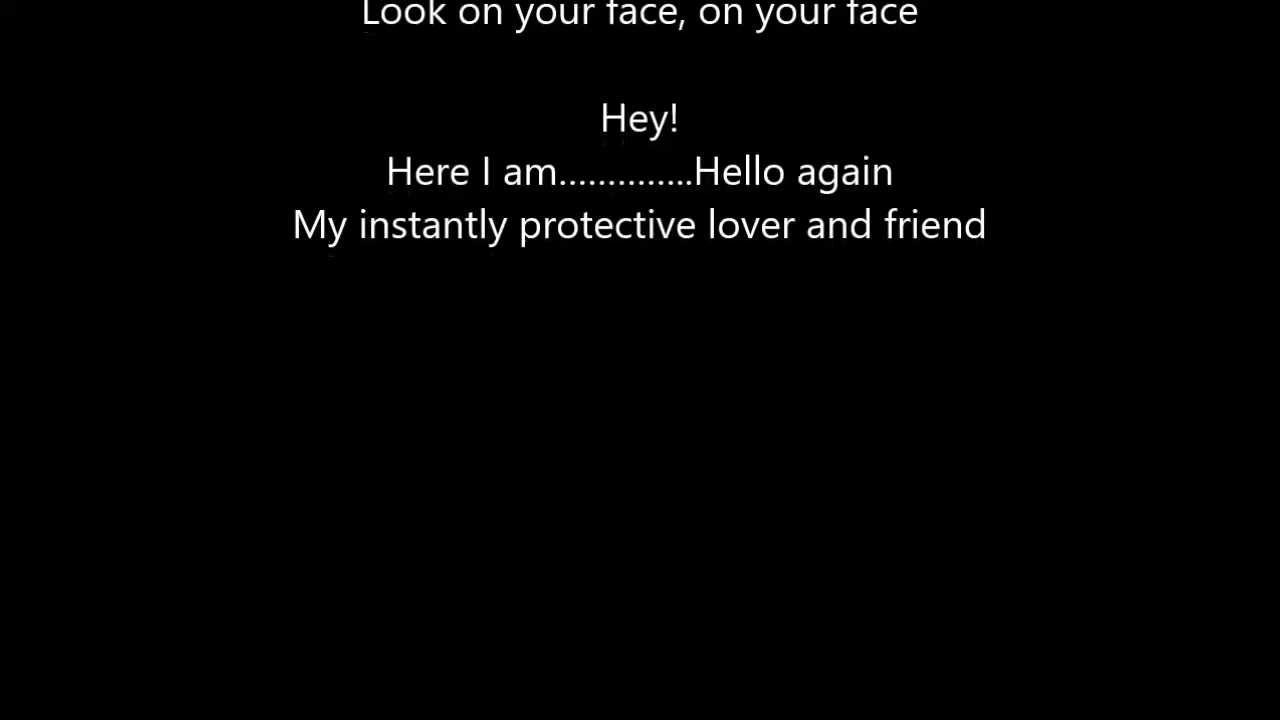 Look on your face, on your face
Hey!
Here I am..............Hello again
My instantly protective lover and friend